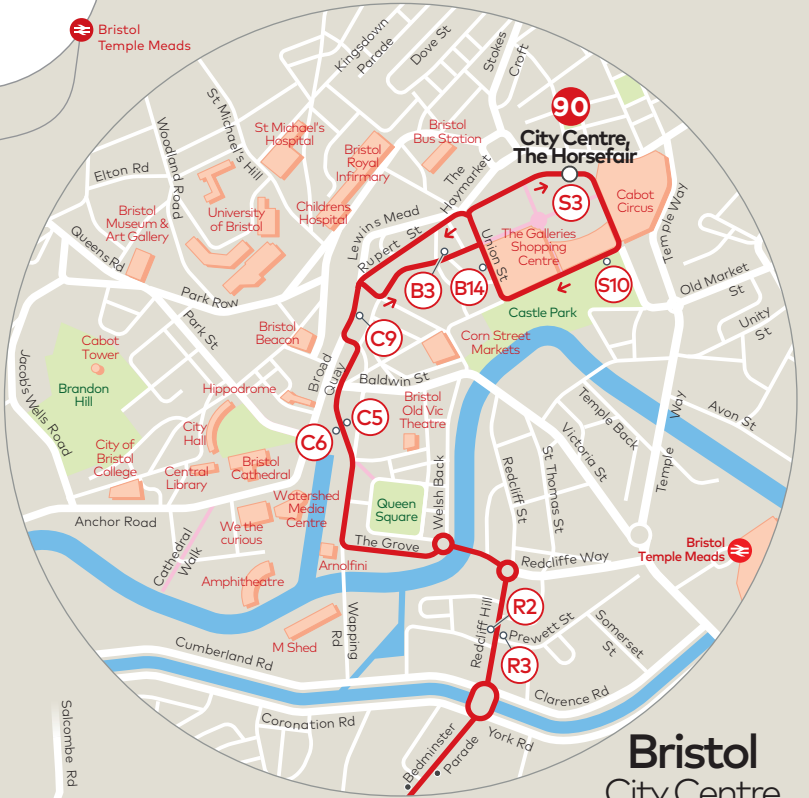 Bristol
Temple Meads
Kingsdown
Parade
Dove St
Stokes
Croft
90
City Centre,
The Horsefair
St Michael's Hill
St Michael's
Hospital
Bristol
Bus Station
Woodland Road
Bristol
Royal
Infirmary
The
Haymarket
Elton Rd
S3
Cabot
Circus
Temple Way
Childrens
Hospital
Lewins Mead
University
of Bristol
Bristol
Museum &
Art Gallery
Queens Rd
Rupert St
Union St
The Galleries
Shopping
Centre
B3
B14
S10
Old Market
St
Park Row
Castle Park
Unity
St
Park St
Bristol
Beacon
C9
Corn Street
Markets
Cabot
Tower
Brandon
Hill
Jacob's Wells Road
Broad
Quay
Baldwin St
Hippodrome
Bristol
Old Vic
Theatre
Temple Back
Way
Avon St
C5
C6
City
Hall
Victoria St
City of
Bristol
College
Central
Library
Bristol
Cathedral
Redcliff St
St Thomas St
Welsh Back
Temple
Watershed
Media
Centre
Queen
Square
Anchor Road
We the
curious
The Grove
Cathedral
Walk
Arnolfini
Redcliffe Way
Bristol
Temple Meads
Amphitheatre
R2
M Shed
Wapping
Rd
Redcliff Hill
Prewett St
Somerset
St
R3
Cumberland Rd
Clarence Rd
Coronation Rd
York Rd
Salcombe Rd
Bedminster
Parade
Bristol
City Centre